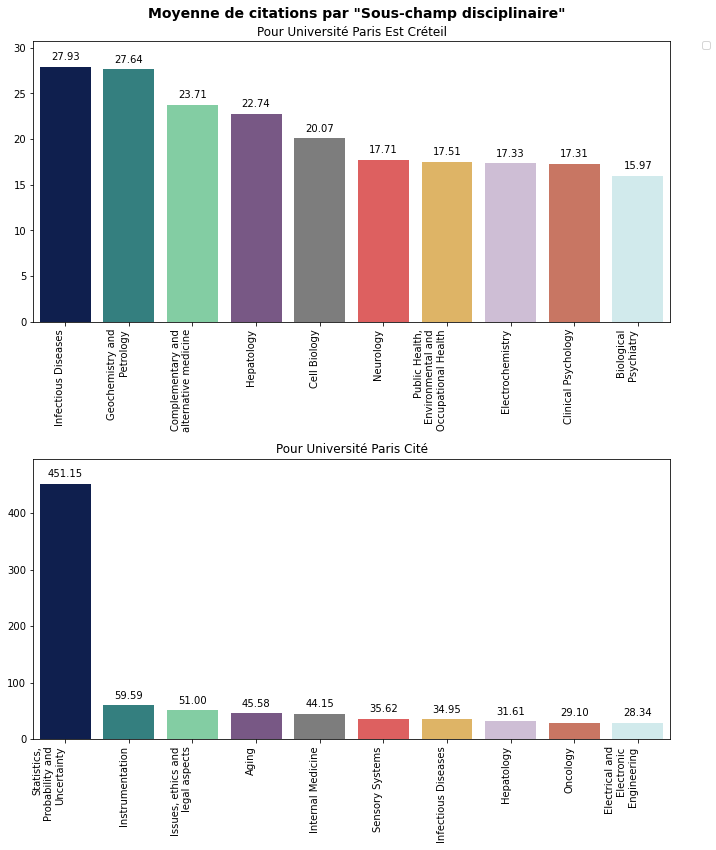 Moyenne de citations par "Sous-champ disciplinaire"
Pour Université Paris Est Créteil
30
25
20
15
10
5
0
27.93
27.64
23.71
22.74
20.07
17.71
17.51
17.33
17.31
15.97
Infectious Diseases
Geochemistry and
Petrology
Complementary and
alternative medicine
Hepatology
Cell Biology
Neurology
Public Health,
Environmental and
Occupational Health
Electrochemistry
Clinical Psychology
Biological
Psychiatry
Pour Université Paris Cité
400
300
200
100
0
451.15
59.59
51.00
45.58
44.15
35.62
34.95
31.61
29.10
28.34
Statistics,
Probability and
Uncertainty
Instrumentation
Issues, ethics and
legal aspects
Aging
Internal Medicine
Sensory Systems
Infectious Diseases
Hepatology
Oncology
Electrical and
Electronic
Engineering